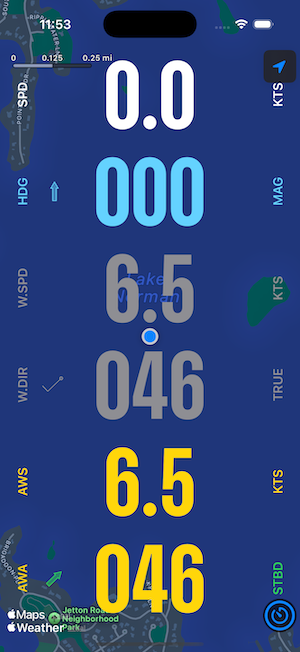 11:53
0 0.125 0.25 mi
SPD 0.0 KTS
HDG 000 MAG
W.SPD 6.5 KTS
Lake
Norman
W.DIR 046 TRUE
AWS 6.5 KTS
AWA 046 STBD
Maps
Weather
Jetton Road
Neighborhood
Park